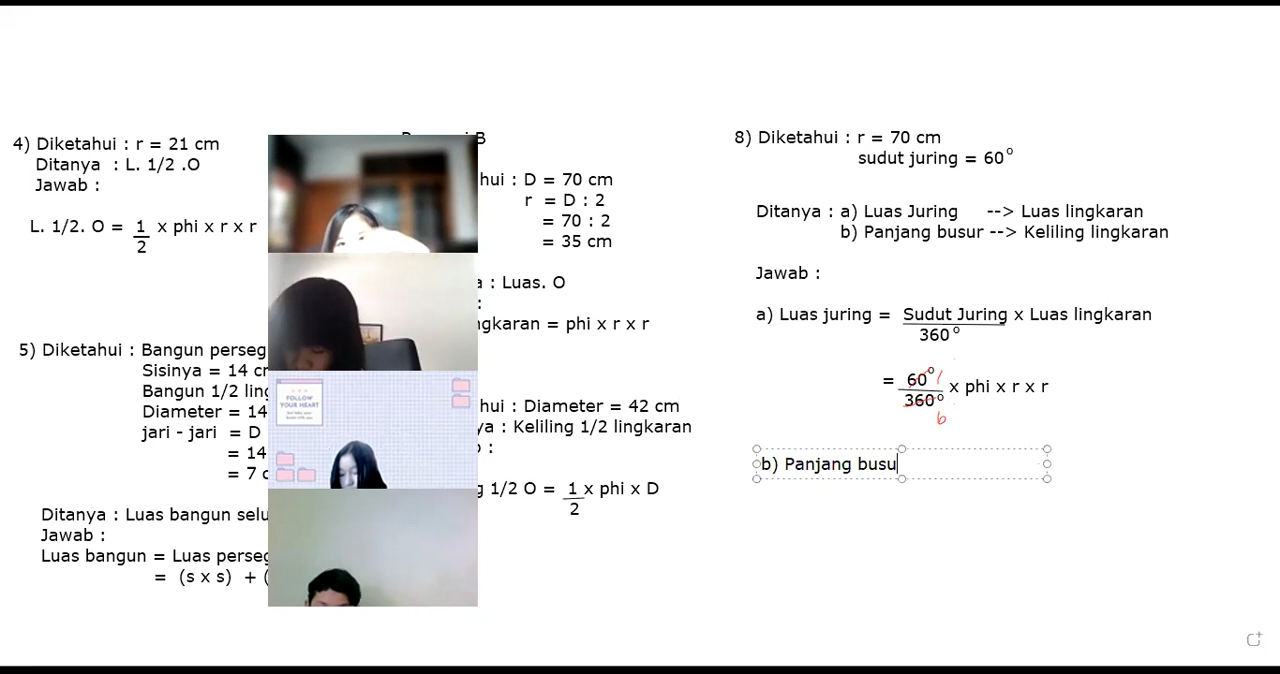 4) Diketahui : r = 21 cm
Ditanya : L. 1/2 .O
Jawab :
L. 1/2. O = 1 x phi x r x r
2
5) Diketahui : Bangun perseg
Sisinya = 14 cr
Bangun 1/2 ling
Diameter = 14
jari - jari = D
= 14
= 7 c
Ditanya : Luas bangun selu
Jawab :
Luas bangun = Luas perseg
= (s x s) + (
FOLLOW
YOUR HEART
B
hui : D = 70 cm
r = D : 2
= 70 : 2
= 35 cm
a : Luas. O
:
gkaran = phi x r x r
hui : Diameter = 42 cm
ya : Keliling 1/2 lingkaran
:
g 1/2 O = 1 x phi x D
2
8) Diketahui : r = 70 cm
sudut juring = 60°
Ditanya : a) Luas Juring --> Luas lingkaran
b) Panjang busur --> Keliling lingkaran
Jawab :
a) Luas juring = Sudut Juring x Luas lingkaran
360°
= 60° 1 x phi x r x r
360°
6
b) Panjang busu